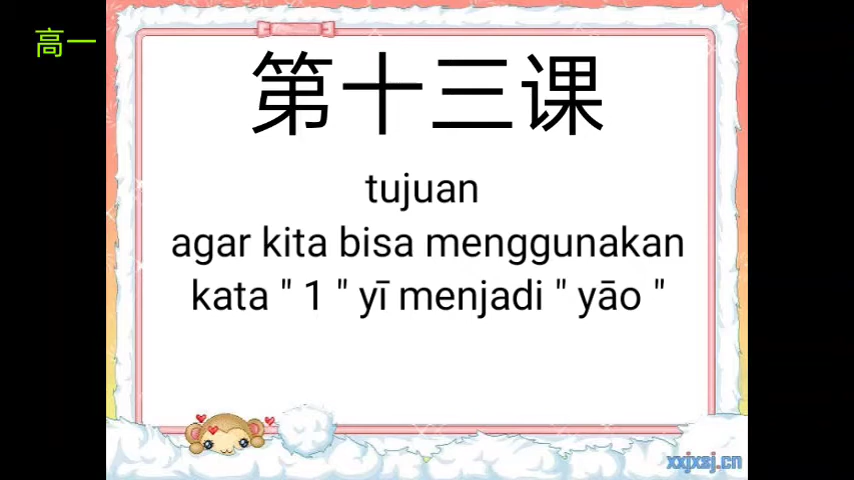 高一
第十三课
tujuan
agar kita bisa menggunakan
kata " 1 " yī menjadi " yāo "
xxjxsj.cn